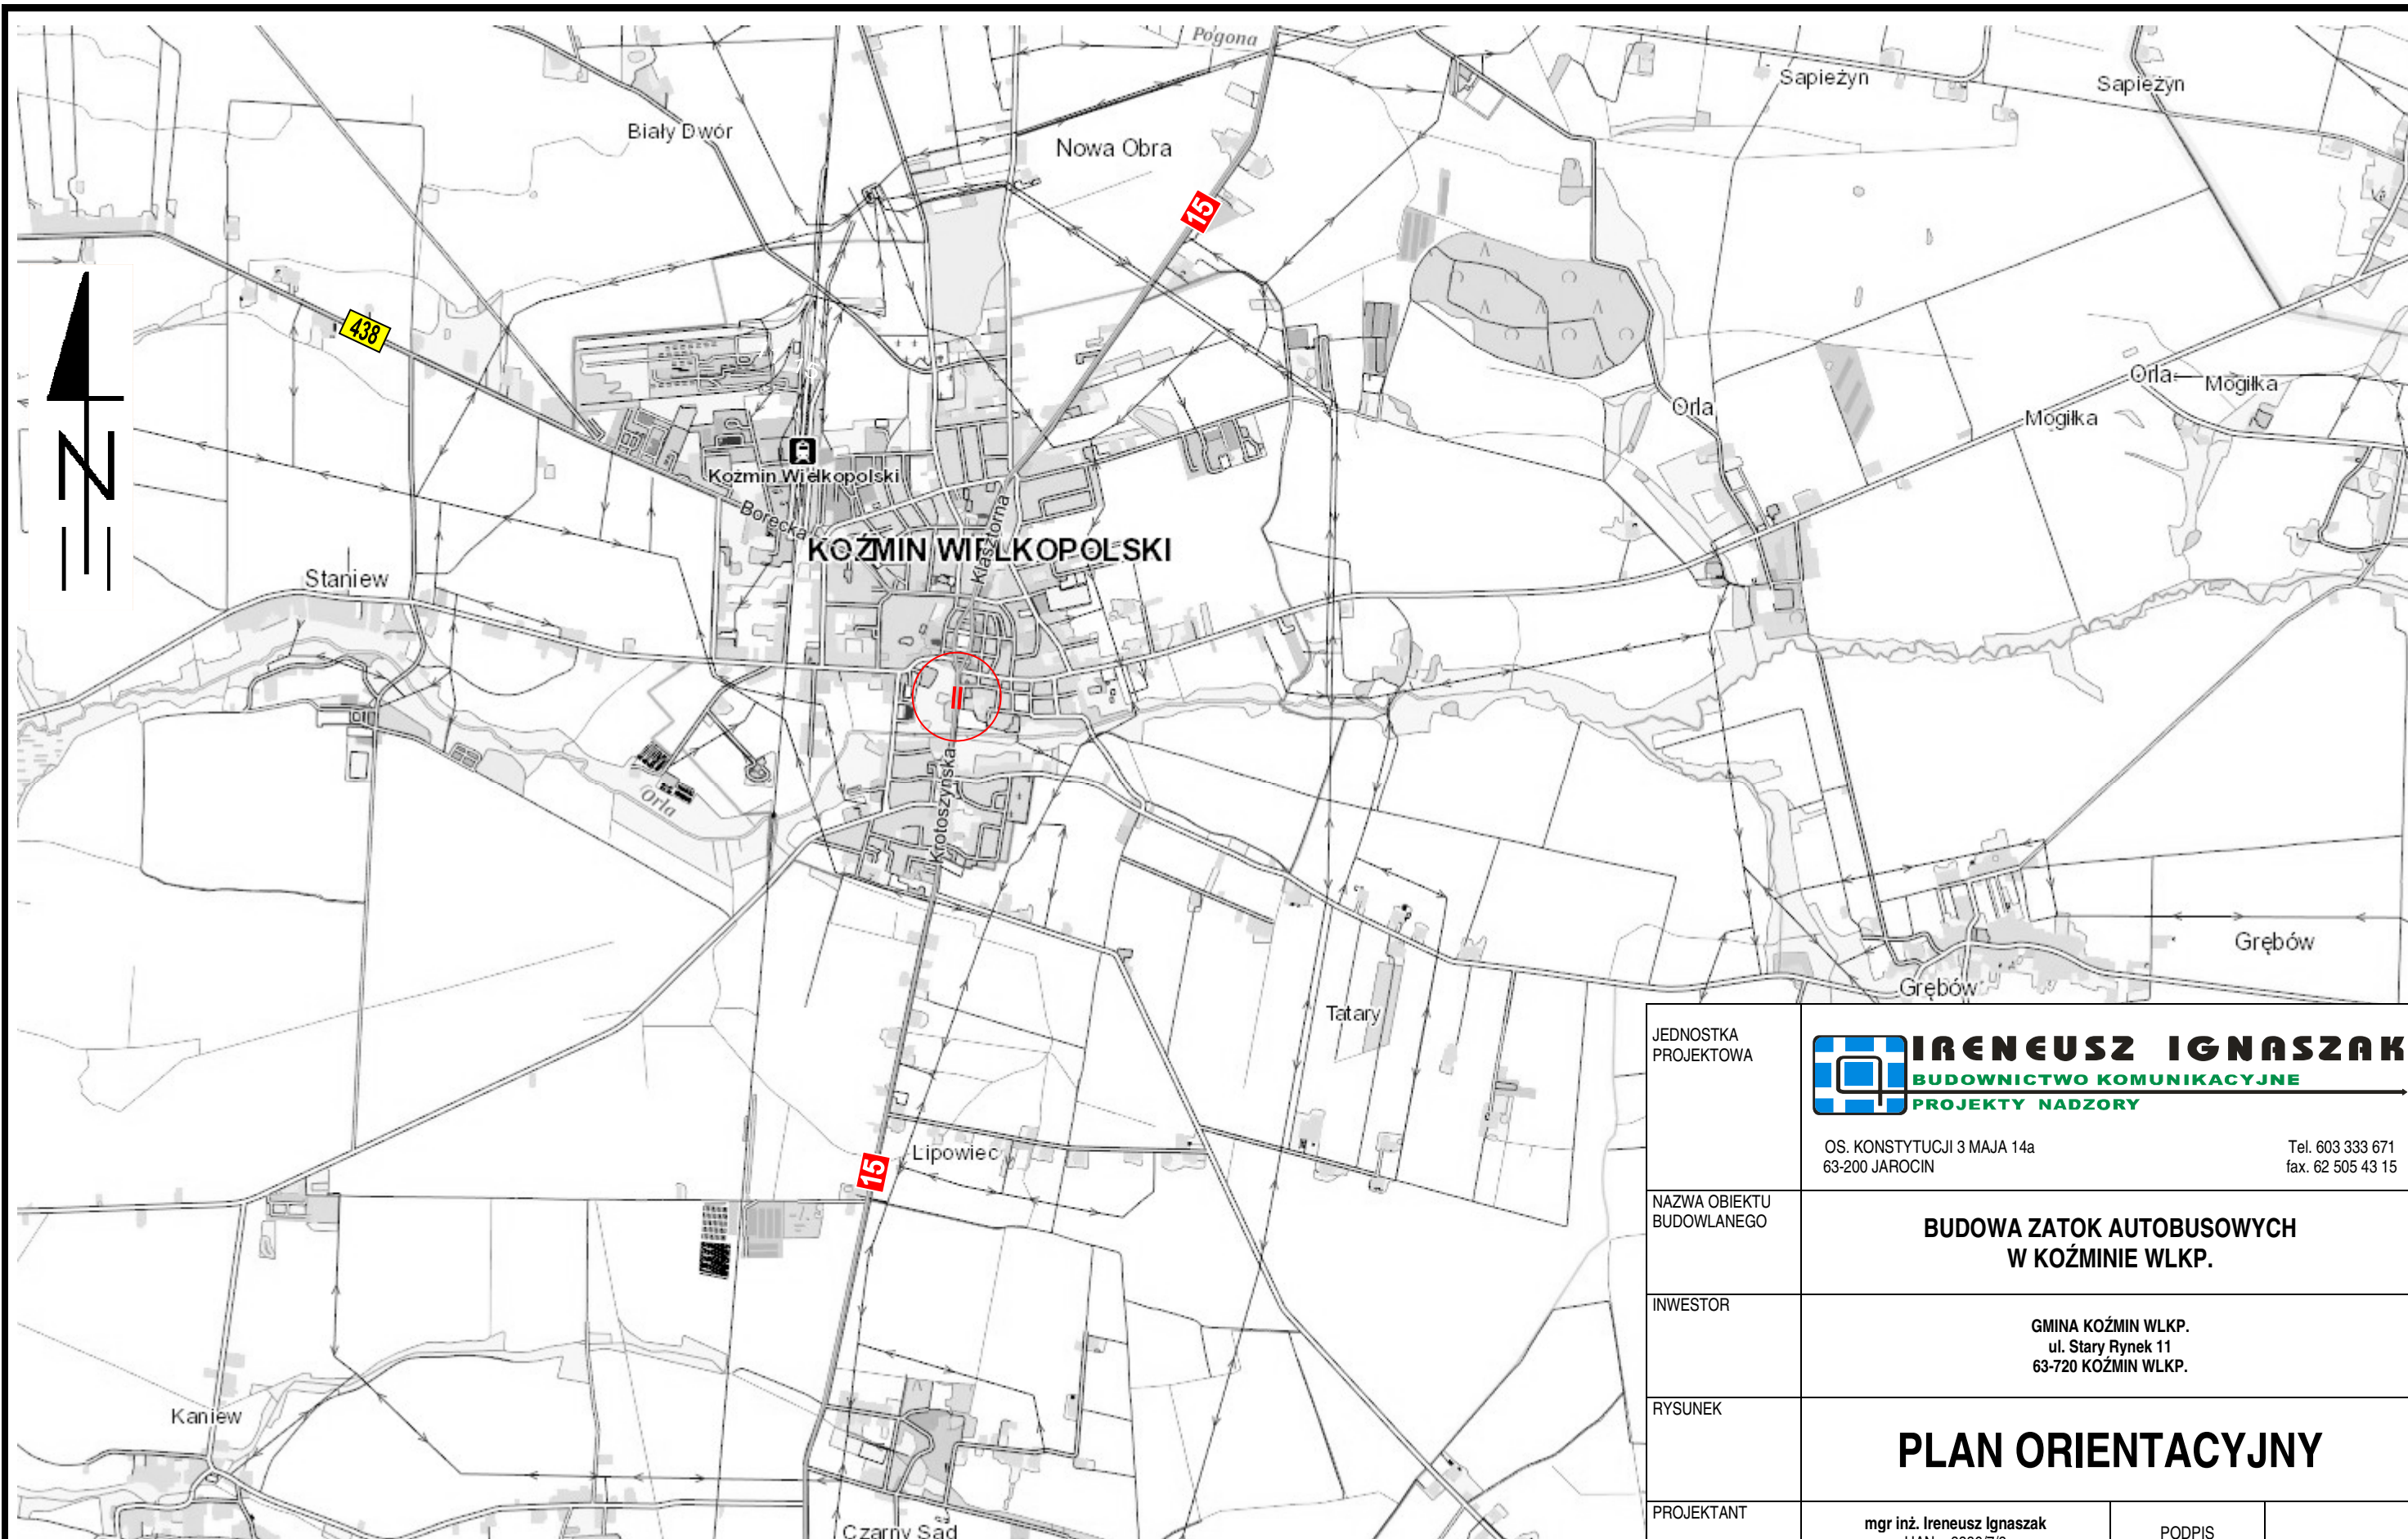 Pogona
Sapieżyn
Sapieżyn
Biały Dwór
Nowa Obra
15
438
Orla
Mogiłka
Orla
Mogiłka
Koźmin Wielkopolski
Borecka
Klasztorna
KOŹMIN WIELKOPOLSKI
N
Staniew
Orla
Krotoszyńska
Grębów
Grębów
Tatary
Lipowiec
15
Kaniew
Czarny Sad
JEDNOSTKA
PROJEKTOWA
IRENEUSZ IGNASZAK
BUDOWNICTWO KOMUNIKACYJNE
PROJEKTY NADZORY
OS. KONSTYTUCJI 3 MAJA 14a
63-200 JAROCIN
Tel. 603 333 671
fax. 62 505 43 15
NAZWA OBIEKTU
BUDOWLANEGO
BUDOWA ZATOK AUTOBUSOWYCH
W KOŹMINIE WLKP.
INWESTOR
GMINA KOŹMIN WLKP.
ul. Stary Rynek 11
63-720 KOŹMIN WLKP.
RYSUNEK
PLAN ORIENTACYJNY
PROJEKTANT
mgr inż. Ireneusz Ignaszak
PODPIS